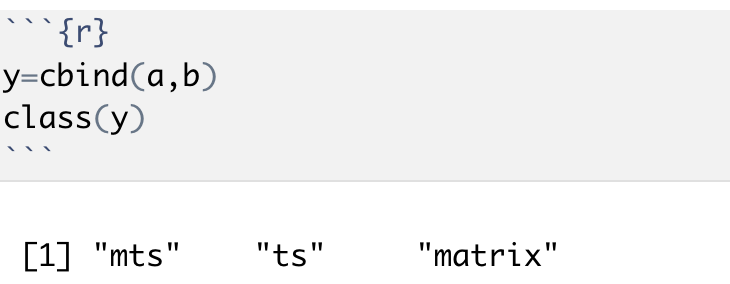 ```{r}
y=cbind(a,b)
class(y)
```
[1] "mts"    "ts"     "matrix"